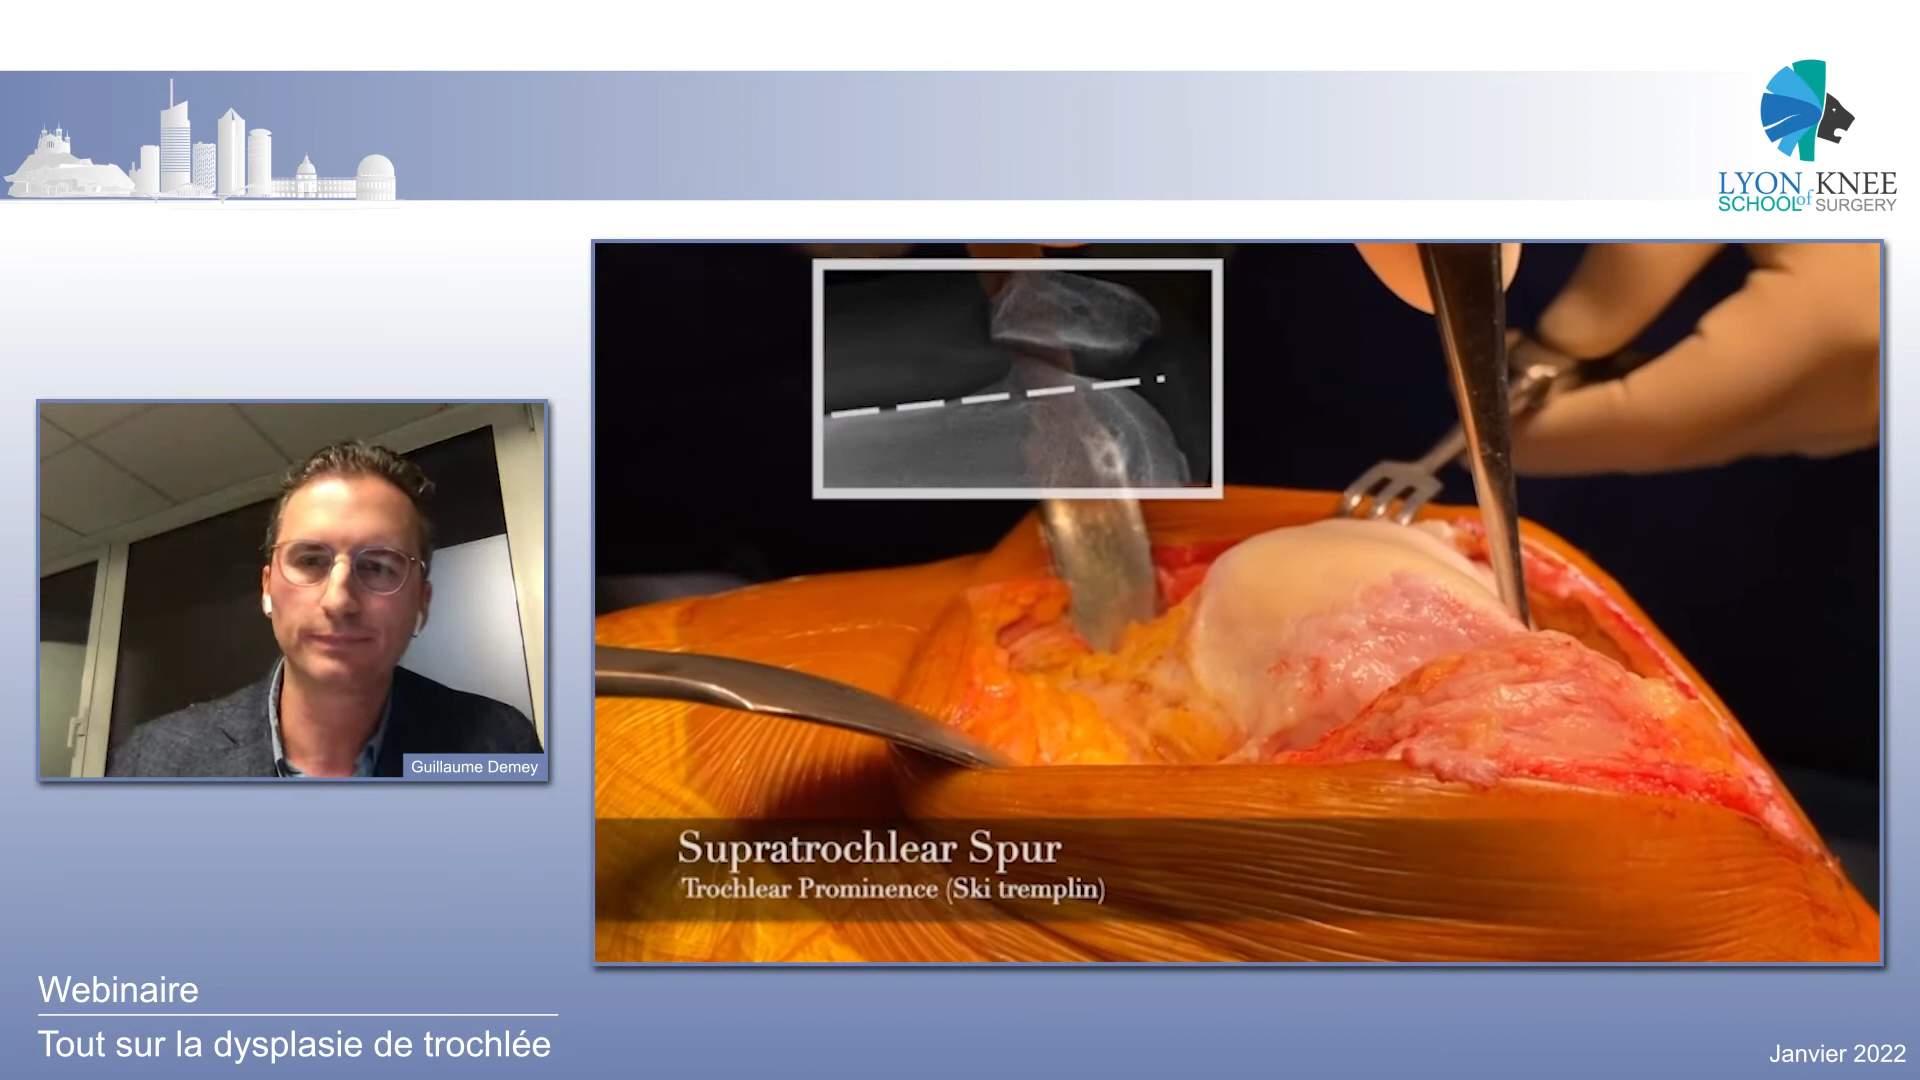 LYON KNEE
SCHOOL of SURGERY
Supratrochlear Spur
Trochlear Prominence (Ski tremplin)
Guillaume Demey
Webinaire
Tout sur la dysplasie de trochlée
Janvier 2022